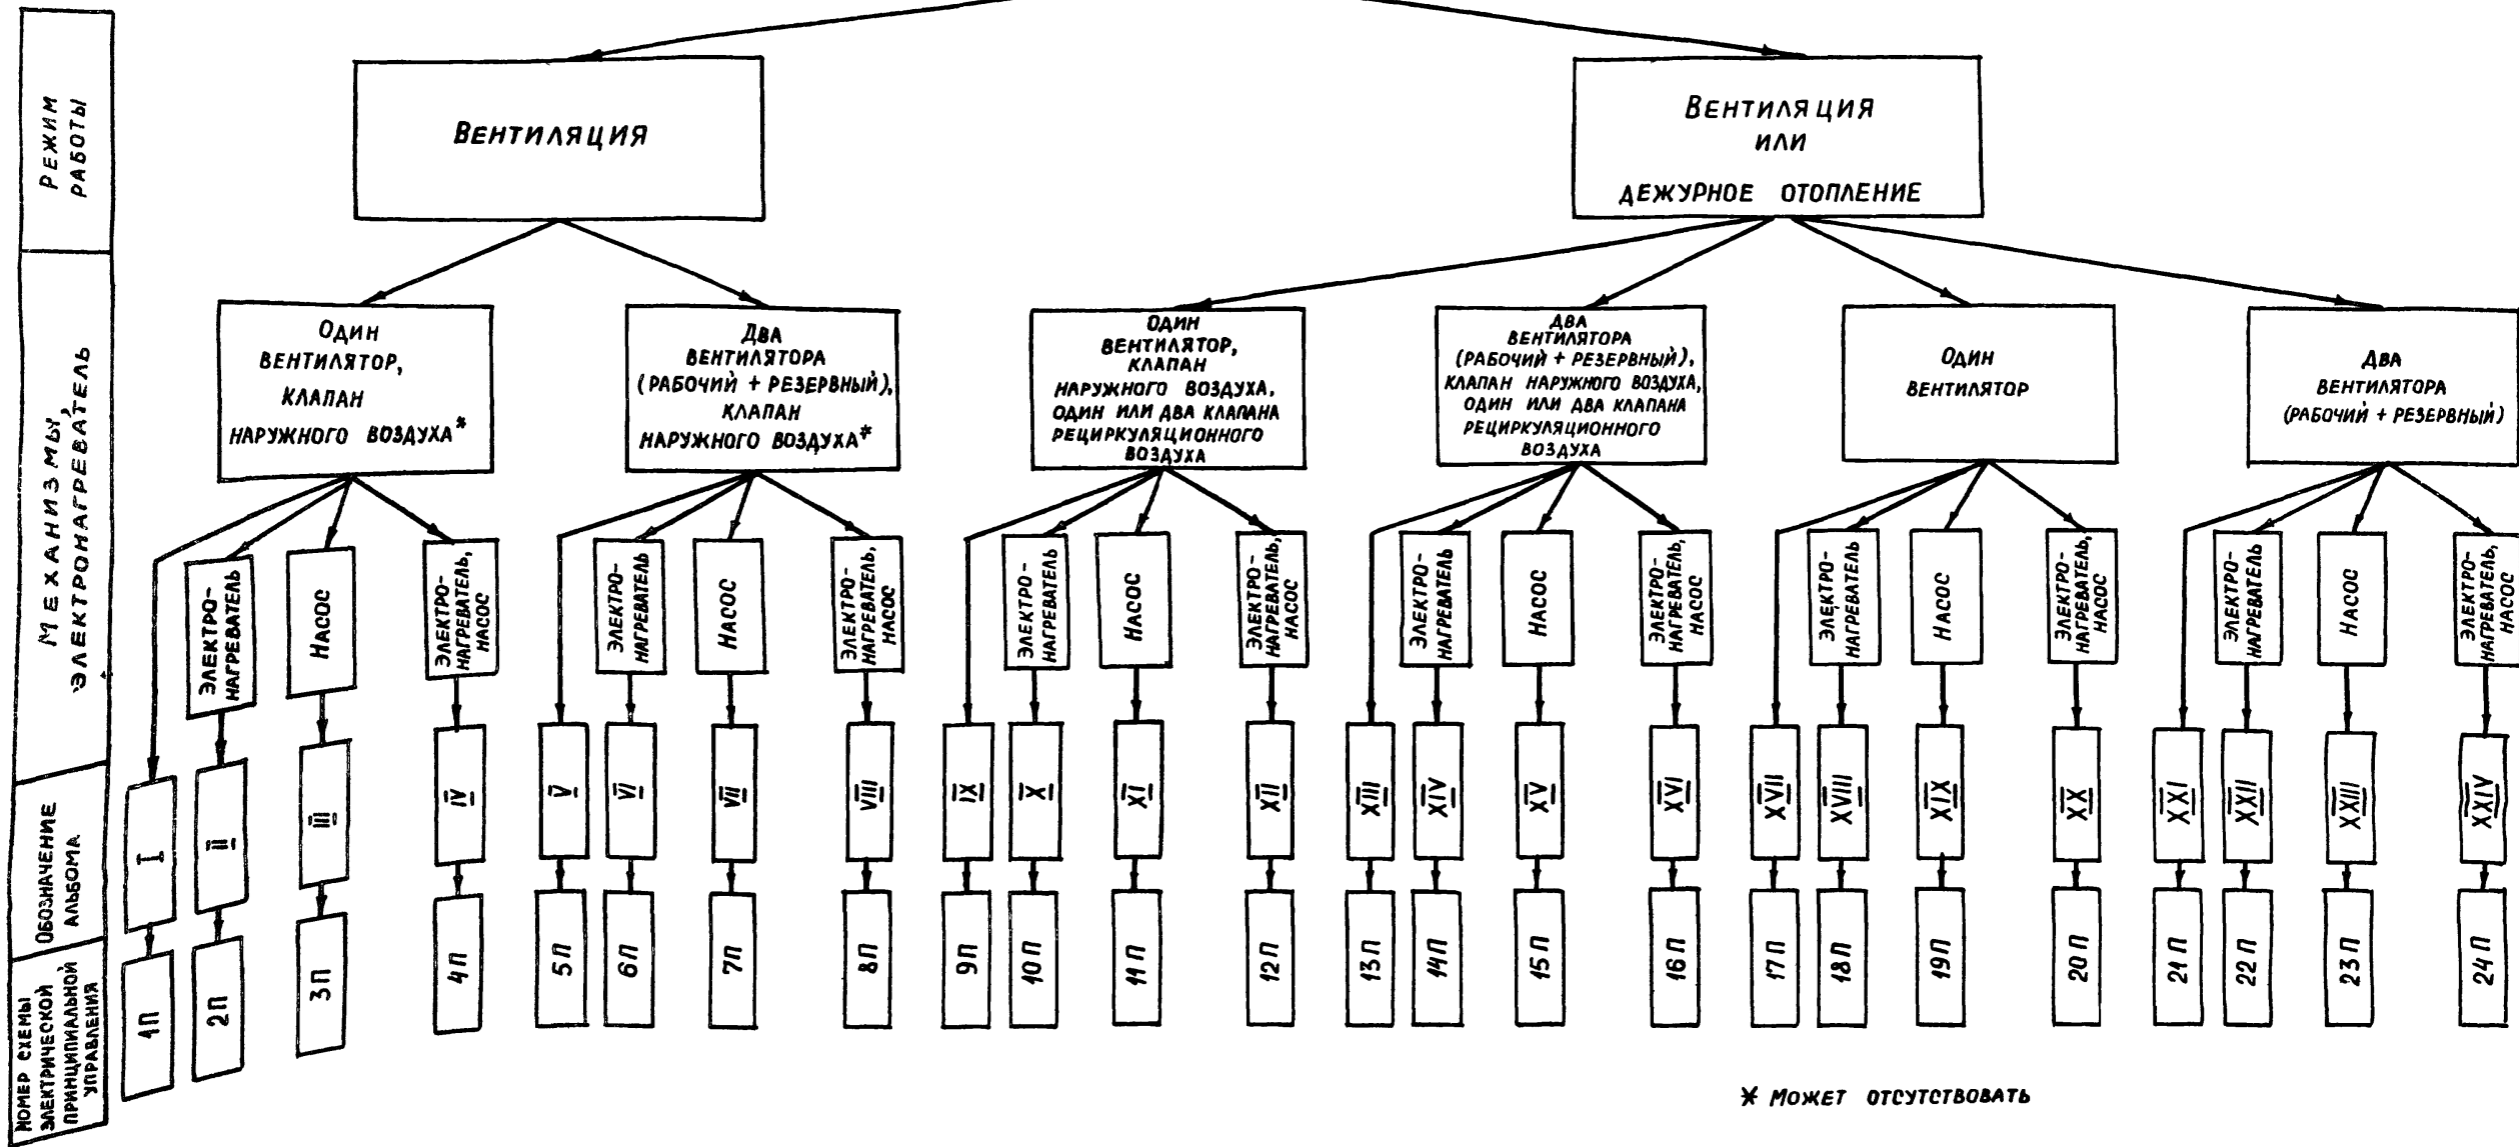 РЕЖИМ
РАБОТЫ
ВЕНТИЛЯЦИЯ
ВЕНТИЛЯЦИЯ
ИЛИ
ДЕЖУРНОЕ ОТОПЛЕНИЕ
МЕХАНИЗМЫ,
ЭЛЕКТРОНАГРЕВАТЕЛЬ
ОДИН
ВЕНТИЛЯТОР,
КЛАПАН
НАРУЖНОГО ВОЗДУХА*
ДВА
ВЕНТИЛЯТОРА
(РАБОЧИЙ + РЕЗЕРВНЫЙ),
КЛАПАН
НАРУЖНОГО ВОЗДУХА*
ОДИН
ВЕНТИЛЯТОР,
КЛАПАН
НАРУЖНОГО ВОЗДУХА,
ОДИН ИЛИ ДВА КЛАПАНА
РЕЦИРКУЛЯЦИОННОГО
ВОЗДУХА
ДВА
ВЕНТИЛЯТОРА
(РАБОЧИЙ + РЕЗЕРВНЫЙ),
КЛАПАН НАРУЖНОГО ВОЗДУХА,
ОДИН ИЛИ ДВА КЛАПАНА
РЕЦИРКУЛЯЦИОННОГО
ВОЗДУХА
ОДИН
ВЕНТИЛЯТОР
ДВА
ВЕНТИЛЯТОРА
(РАБОЧИЙ + РЕЗЕРВНЫЙ)
ЭЛЕКТРО-
НАГРЕВАТЕЛЬ
НАСОС
ЭЛЕКТРО-
НАГРЕВАТЕЛЬ,
НАСОС
ЭЛЕКТРО-
НАГРЕВАТЕЛЬ
НАСОС
ЭЛЕКТРО-
НАГРЕВАТЕЛЬ,
НАСОС
ЭЛЕКТРО-
НАГРЕВАТЕЛЬ
НАСОС
ЭЛЕКТРО-
НАГРЕВАТЕЛЬ,
НАСОС
ЭЛЕКТРО-
НАГРЕВАТЕЛЬ
НАСОС
ЭЛЕКТРО-
НАГРЕВАТЕЛЬ,
НАСОС
ЭЛЕКТРО-
НАГРЕВАТЕЛЬ
НАСОС
ЭЛЕКТРО-
НАГРЕВАТЕЛЬ,
НАСОС
ЭЛЕКТРО-
НАГРЕВАТЕЛЬ
НАСОС
ЭЛЕКТРО-
НАГРЕВАТЕЛЬ,
НАСОС
ОБОЗНАЧЕНИЕ
АЛЬБОМА
I
II
III
IV
V
VI
VII
VIII
IX
X
XI
XII
XIII
XIV
XV
XVI
XVII
XVIII
XIX
XX
XXI
XXII
XXIII
XXIV
НОМЕР СХЕМЫ
ЭЛЕКТРИЧЕСКОЙ
ПРИНЦИПИАЛЬНОЙ
УПРАВЛЕНИЯ
1П
2П
3П
4П
5П
6П
7П
8П
9П
10П
11П
12П
13П
14П
15П
16П
17П
18П
19П
20П
21П
22П
23П
24П
* МОЖЕТ ОТСУТСТВОВАТЬ